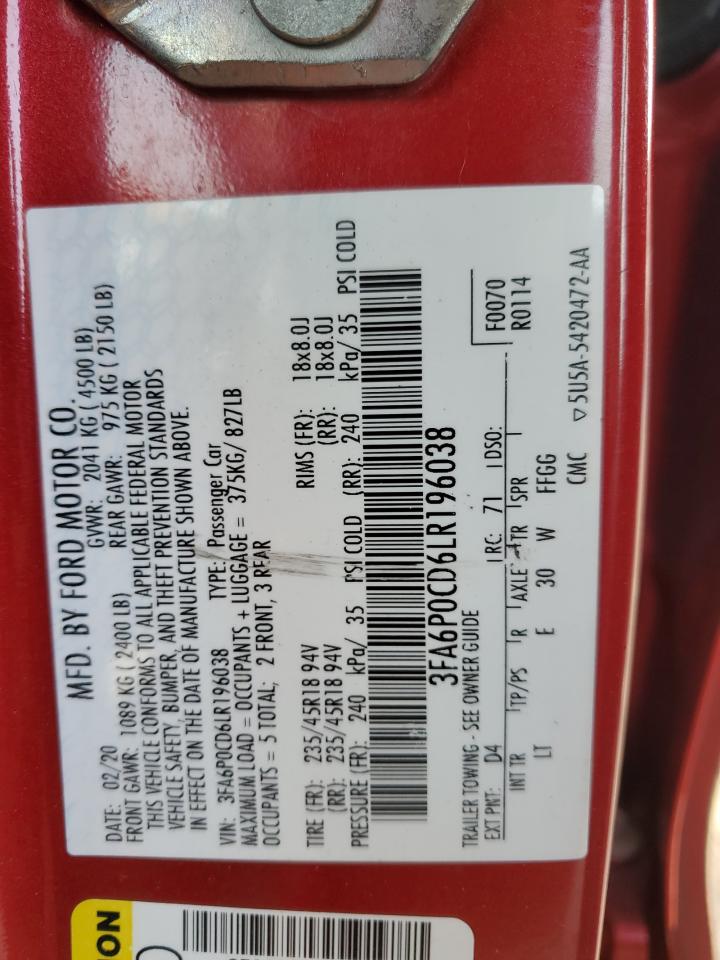 MFD. BY FORD MOTOR CO.
DATE: 02/20 GVWR: 2041 KG ( 4500 LB)
FRONT GAWR: 1089 KG ( 2400 LB) REAR GAWR: 975 KG ( 2150 LB)
THIS VEHICLE CONFORMS TO ALL APPLICABLE FEDERAL MOTOR
VEHICLE SAFETY, BUMPER, AND THEFT PREVENTION STANDARDS
IN EFFECT ON THE DATE OF MANUFACTURE SHOWN ABOVE.
VIN: 3FA6P0CD6LR196038 TYPE: Passenger Car
MAXIMUM LOAD = OCCUPANTS + LUGGAGE = 375KG/ 827LB
OCCUPANTS = 5 TOTAL; 2 FRONT, 3 REAR
TIRE (FR): 235/45R18 94V RIMS (FR): 18x8.0J
(RR): 235/45R18 94V (RR): 18x8.0J
PRESSURE (FR): 240 kPa/ 35 PSI COLD (RR): 240 kPa/ 35 PSI COLD
3FA6P0CD6LR196038
TRAILER TOWING - SEE OWNER GUIDE
EXT PNT: D4 RC: 71 DSO: F0070
INT TR TP/PS R AXLE TR SPR R0114
LT E 30 W FFGG
CMC ▽5U5A-5420472-AA
ON